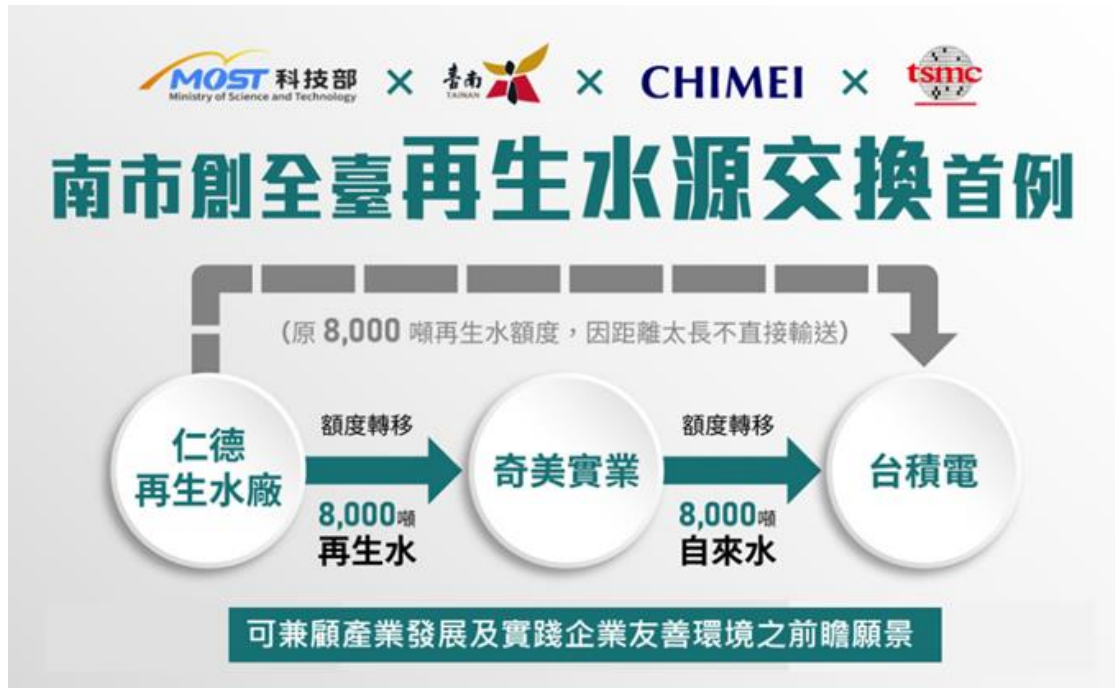 MOST 科技部 × 臺南 × CHIMEI × tsmc
Ministry of Science and Technology
TAINAN
南市創全臺再生水源交換首例
(原 8,000 噸再生水額度，因距離太長不直接輸送)
仁德
再生水廠
額度轉移
8,000噸
再生水
奇美實業
額度轉移
8,000噸
自來水
台積電
可兼顧產業發展及實踐企業友善環境之前瞻願景